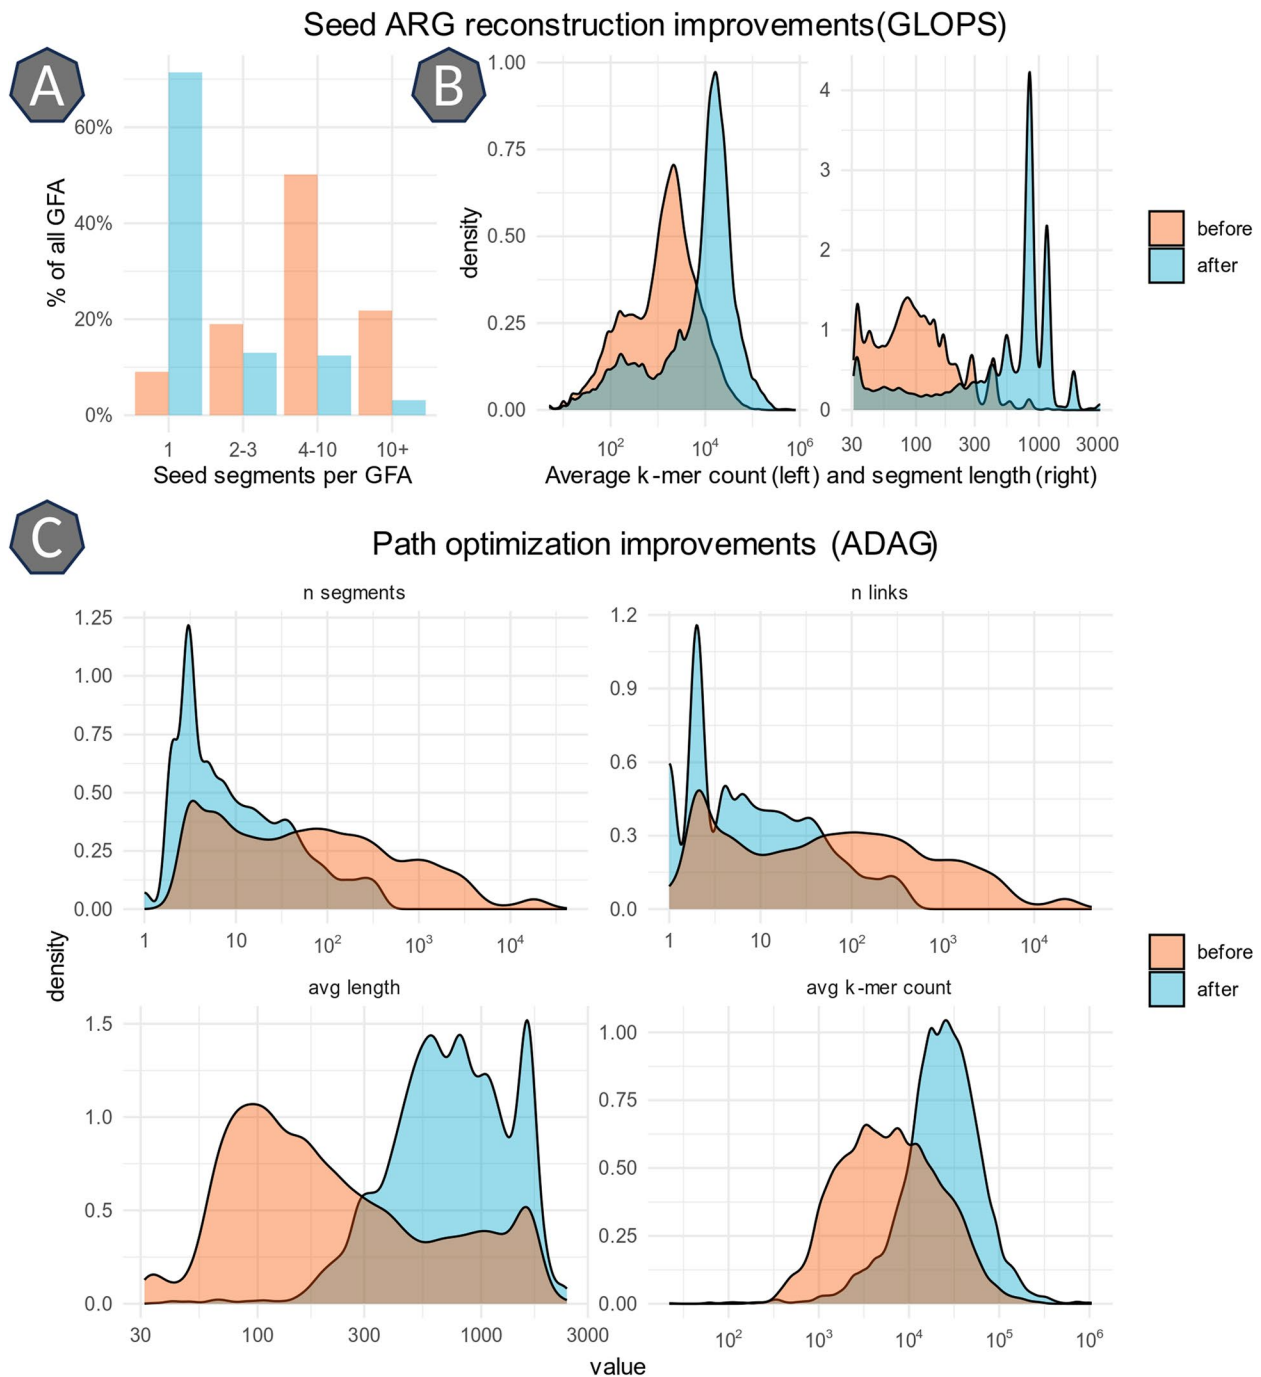 Seed ARG reconstruction improvements(GLOPS)
A
B
60%
40%
20%
0%
% of all GFA
1 2-3 4-10 10+
Seed segments per GFA
1.00
0.75
0.50
0.25
0.00
density
10² 10⁴ 10⁶
4
3
2
1
0
30 100 300 1000 3000
Average k-mer count (left) and segment length (right)
before
after
C
Path optimization improvements (ADAG)
n segments
1.25
1.00
0.75
0.50
0.25
0.00
1 10 10² 10³ 10⁴
n links
1.2
0.9
0.6
0.3
0.0
1 10 10² 10³ 10⁴
density
before
after
avg length
1.5
1.0
0.5
0.0
30 100 300 1000 3000
avg k-mer count
1.00
0.75
0.50
0.25
0.00
10² 10³ 10⁴ 10⁵ 10⁶
value